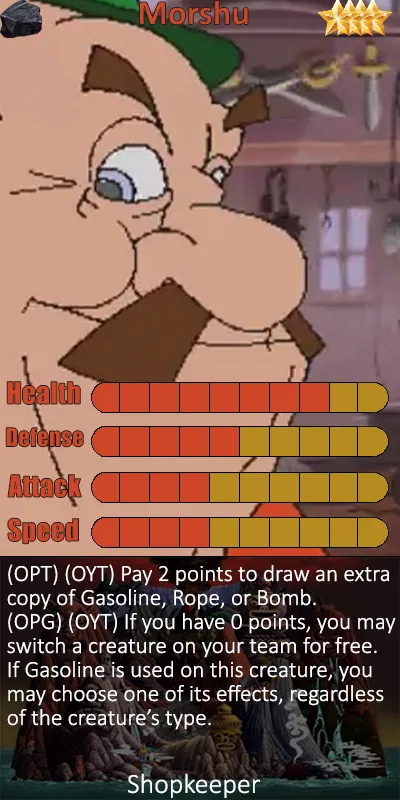 Morshu
Health
Defense
Attack
Speed
(OPT) (OYT) Pay 2 points to draw an extra
copy of Gasoline, Rope, or Bomb.
(OPG) (OYT) If you have 0 points, you may
switch a creature on your team for free.
If Gasoline is used on this creature, you
may choose one of its effects, regardless
of the creature’s type.
Shopkeeper